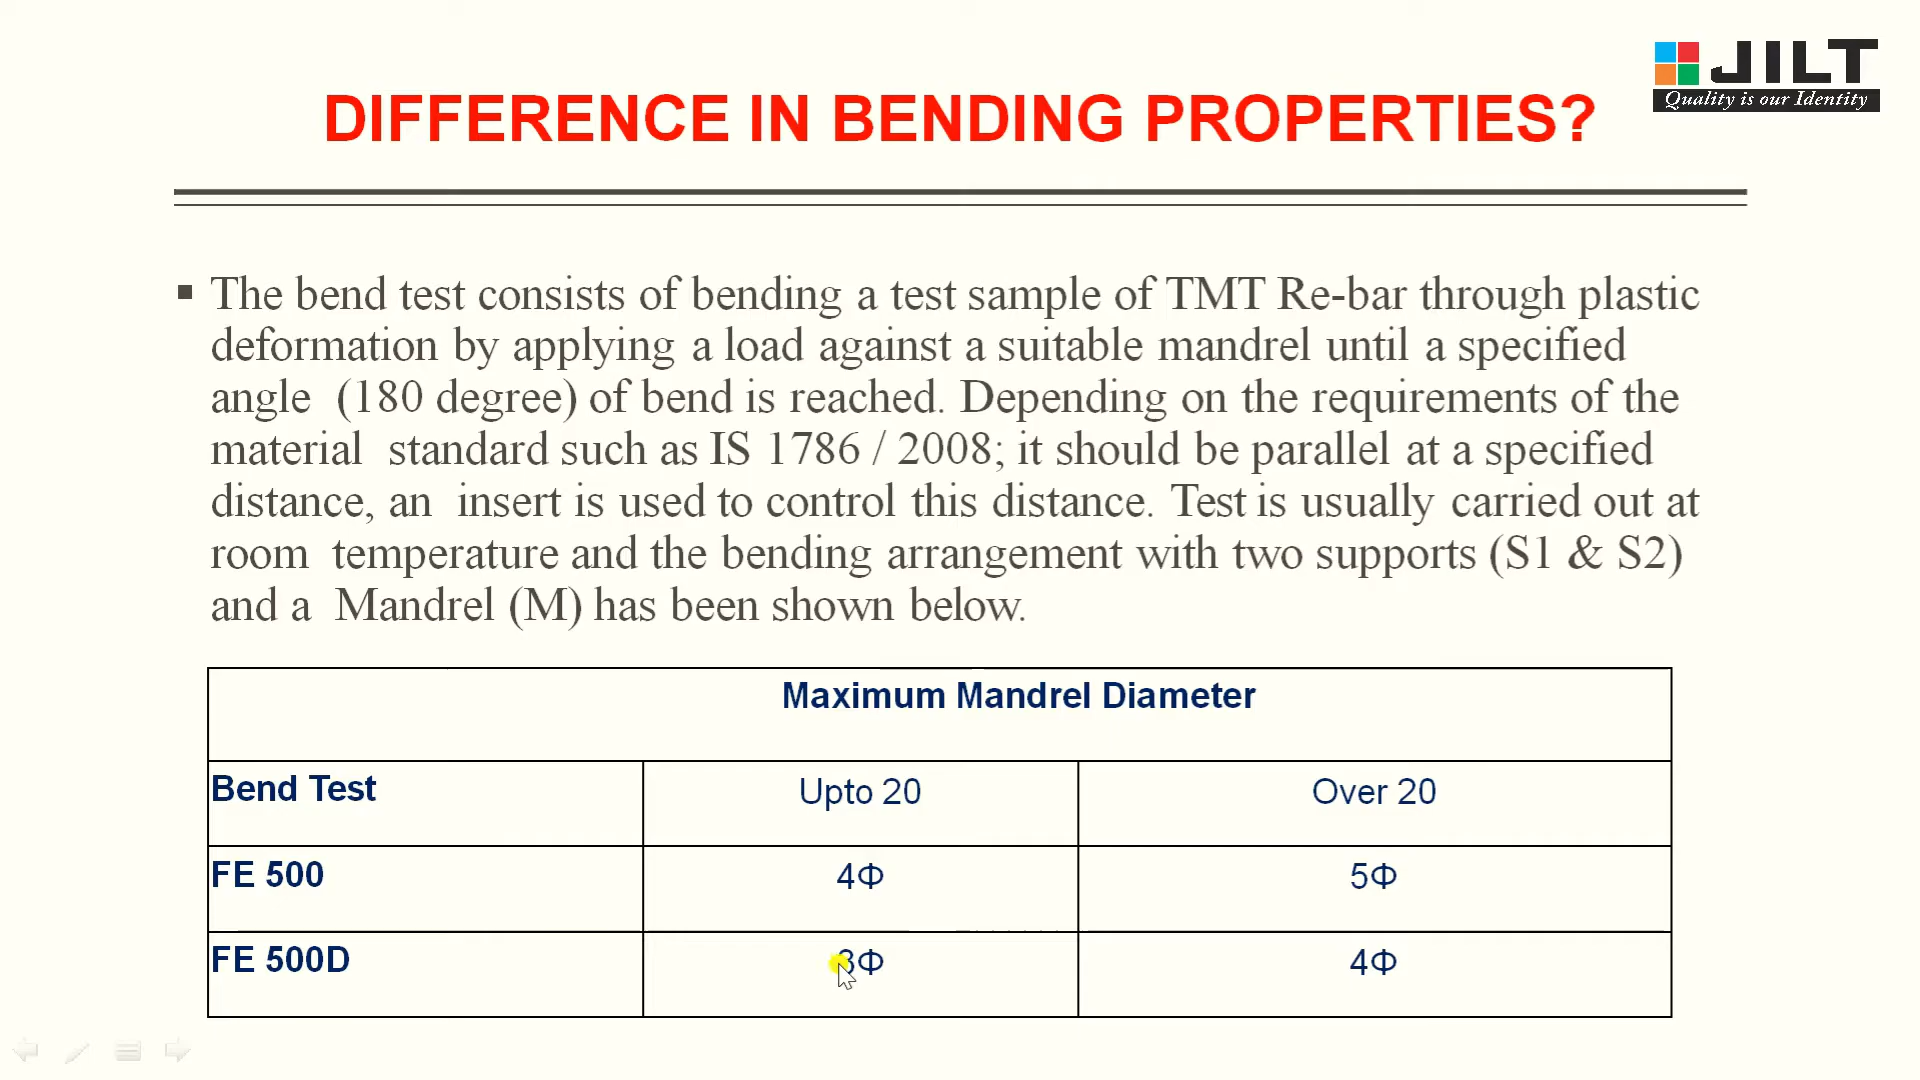 JILT
Quality is our Identity
DIFFERENCE IN BENDING PROPERTIES?
▪ The bend test consists of bending a test sample of TMT Re-bar through plastic
deformation by applying a load against a suitable mandrel until a specified
angle (180 degree) of bend is reached. Depending on the requirements of the
material standard such as IS 1786 / 2008; it should be parallel at a specified
distance, an insert is used to control this distance. Test is usually carried out at
room temperature and the bending arrangement with two supports (S1 & S2)
and a Mandrel (M) has been shown below.
Maximum Mandrel Diameter
Bend Test Upto 20 Over 20
FE 500 4Φ 5Φ
FE 500D 3Φ 4Φ